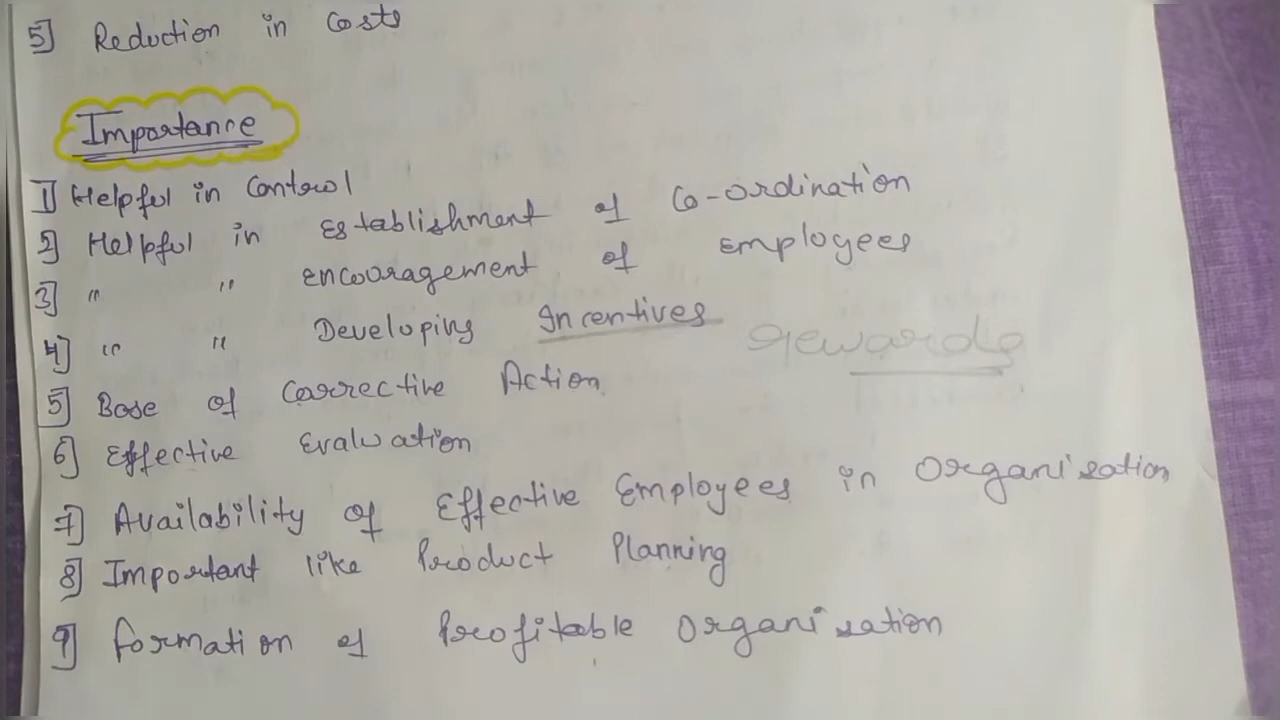 5] Reduction in Costs
Importance
1] Helpful in Control
2] Helpful in Establishment of Co-ordination
3] " " encouragement of Employees
4] " " Developing Incentives rewards
5] Base of Corrective Action
6] Effective Evaluation
7] Availability of Effective Employees in Organisation
8] Important like Product Planning
9] Formation of Profitable Organisation